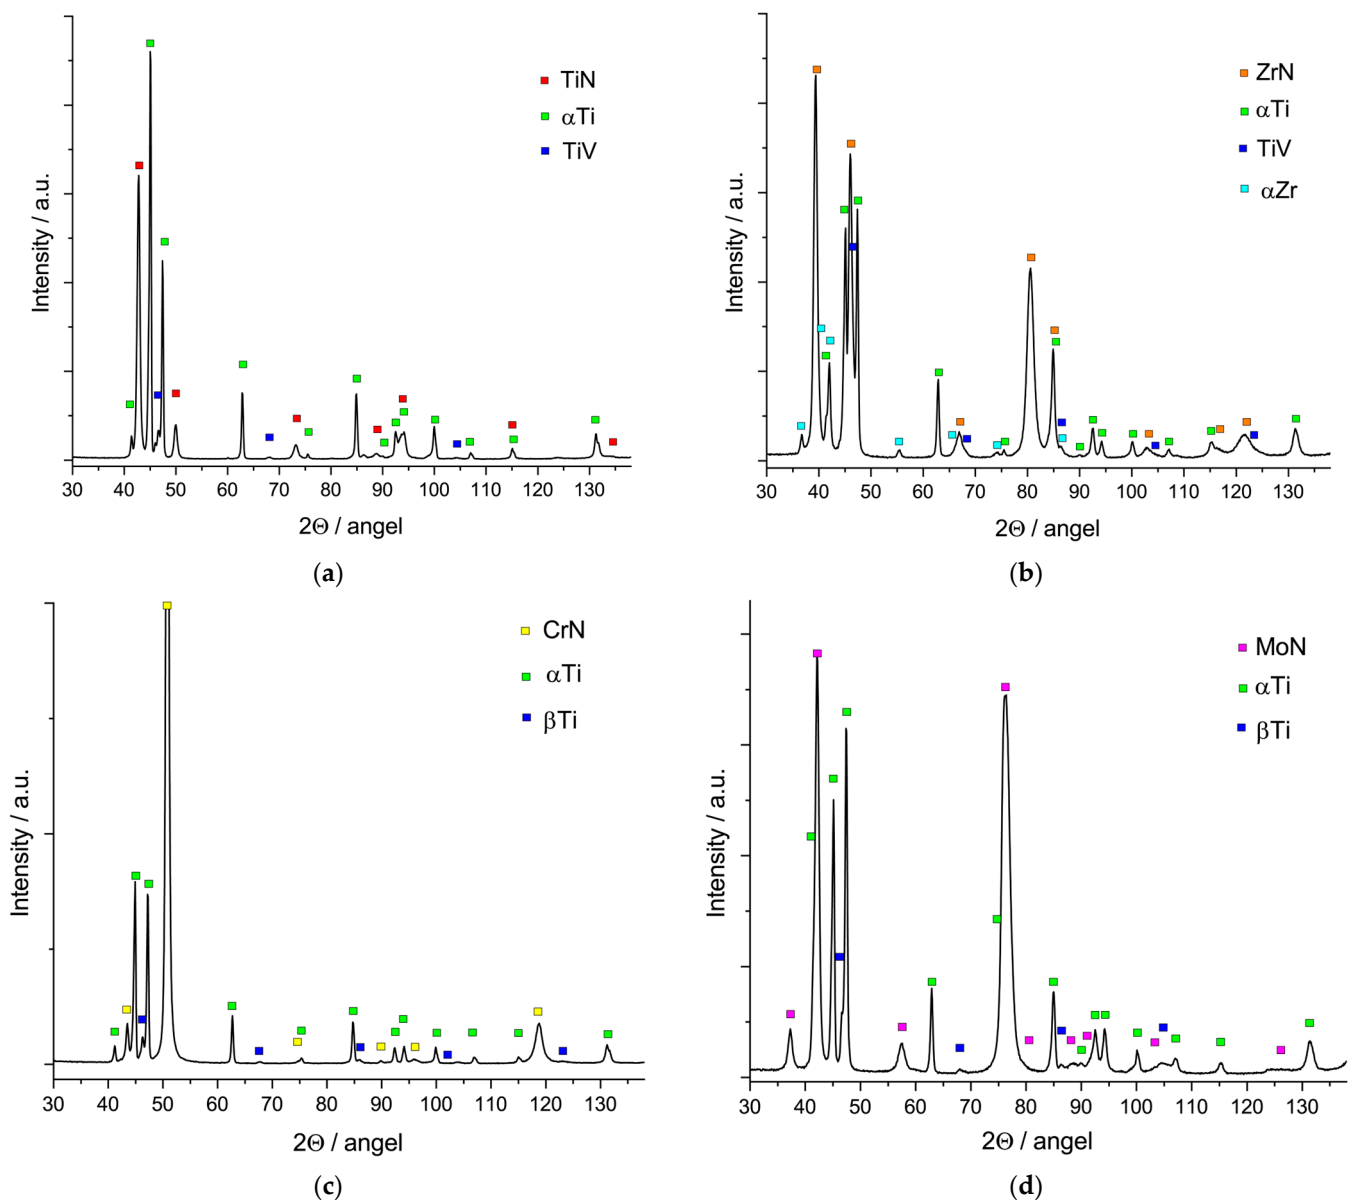 TiN
αTi
TiV
Intensity / a.u.
30 40 50 60 70 80 90 100 110 120 130
2Θ / angel
(a)
ZrN
αTi
TiV
αZr
Intensity / a.u.
30 40 50 60 70 80 90 100 110 120 130
2Θ / angel
(b)
CrN
αTi
βTi
Intensity / a.u.
30 40 50 60 70 80 90 100 110 120 130
2Θ / angel
(c)
MoN
αTi
βTi
Intensity / a.u.
30 40 50 60 70 80 90 100 110 120 130
2Θ / angel
(d)